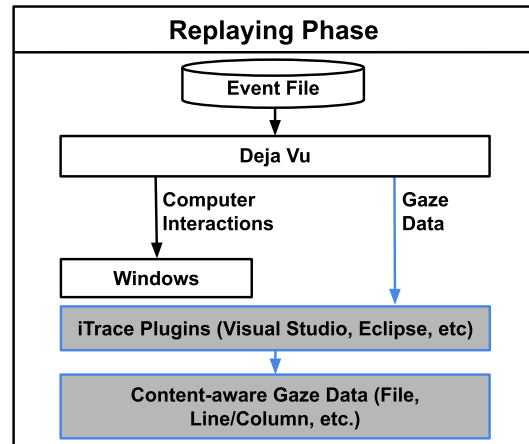 Replaying Phase
Event File
Deja Vu
Computer
Interactions
Gaze
Data
Windows
iTrace Plugins (Visual Studio, Eclipse, etc)
Content-aware Gaze Data (File,
Line/Column, etc.)